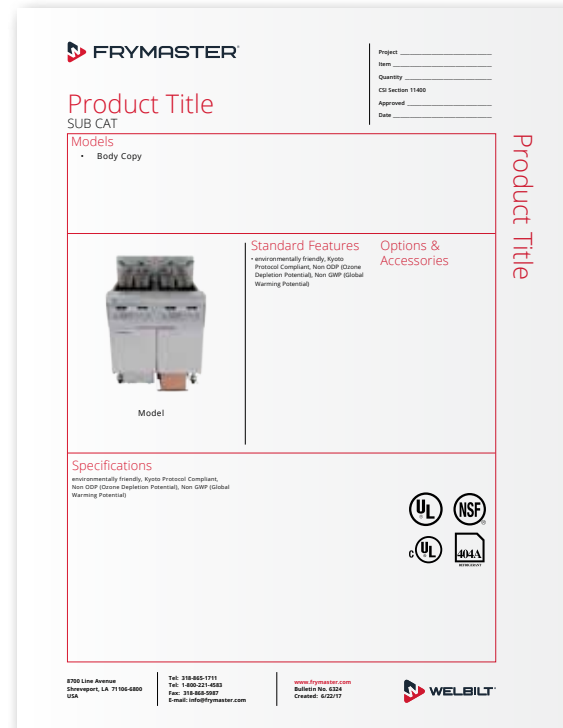 FRYMASTER
Project
Item
Quantity
CSI Section 11400
Approved
Date
Product Title
SUB CAT
Product Title
Models
• Body Copy
Standard Features
• environmentally friendly, Kyoto
Protocol Compliant, Non ODP (Ozone
Depletion Potential), Non GWP (Global
Warming Potential)
Options &
Accessories
Model
Specifications
environmentally friendly, Kyoto Protocol Compliant,
Non ODP (Ozone Depletion Potential), Non GWP (Global
Warming Potential)
UL
®
NSF
®
C UL
®
404A
REFRIGERANT
8700 Line Avenue
Shreveport, LA 71106-6800
USA
Tel: 318-865-1711
Tel: 1-800-221-4583
Fax: 318-868-5987
E-mail: info@frymaster.com
www.frymaster.com
Bulletin No. 6324
Created: 6/22/17
WELBILT